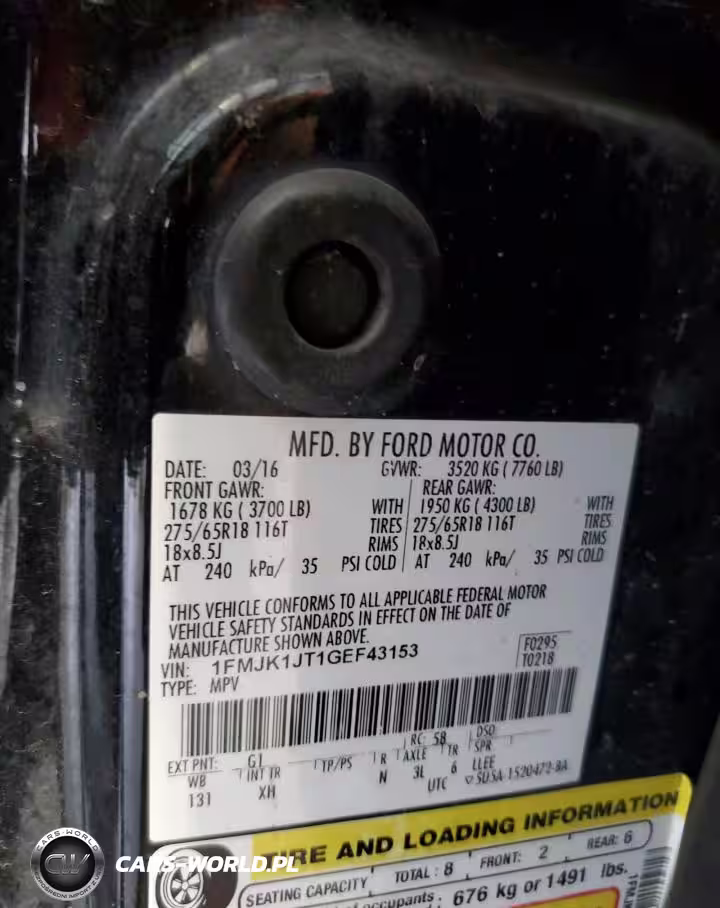 MFD. BY FORD MOTOR CO.
DATE: 03/16 GVWR: 3520 KG ( 7760 LB)
FRONT GAWR: REAR GAWR:
1678 KG ( 3700 LB) WITH 1950 KG ( 4300 LB) WITH
275/65R18 116T TIRES 275/65R18 116T TIRES
18x8.5J RIMS 18x8.5J RIMS
AT 240 kPa/ 35 PSI COLD AT 240 kPa/ 35 PSI COLD
THIS VEHICLE CONFORMS TO ALL APPLICABLE FEDERAL MOTOR
VEHICLE SAFETY STANDARDS IN EFFECT ON THE DATE OF
MANUFACTURE SHOWN ABOVE.
VIN: 1FMJK1JT1GEF43153 F0295
TYPE: MPV T0218
EXT PNT: G1 RC: 58 DSO
WB INT TR TP/PS R AXLE TR SPR
131 XH N 3L 6 LLEE
UTC
TIRE AND LOADING INFORMATION
SEATING CAPACITY TOTAL : 8 FRONT: 2 REAR: 6
occupants . 676 kg or 1491 lbs.
CARS-WORLD
CW
CARS-WORLD.PL